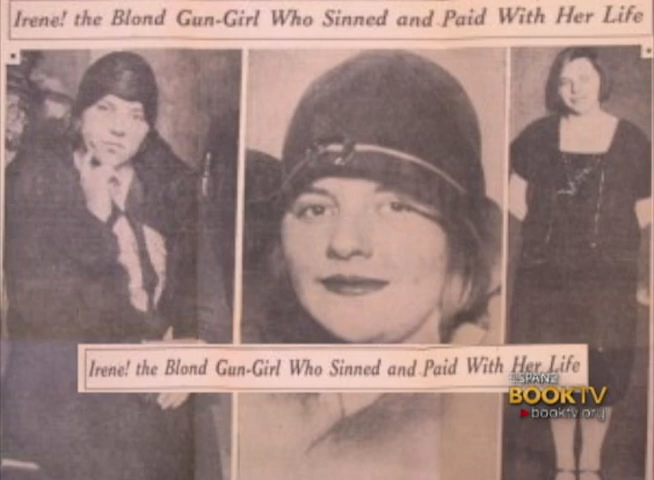 Irene! the Blond Gun-Girl Who Sinned and Paid With Her Life
Irene! the Blond Gun-Girl Who Sinned and Paid With Her Life
CSPAN2
BOOKTV
booktv.org